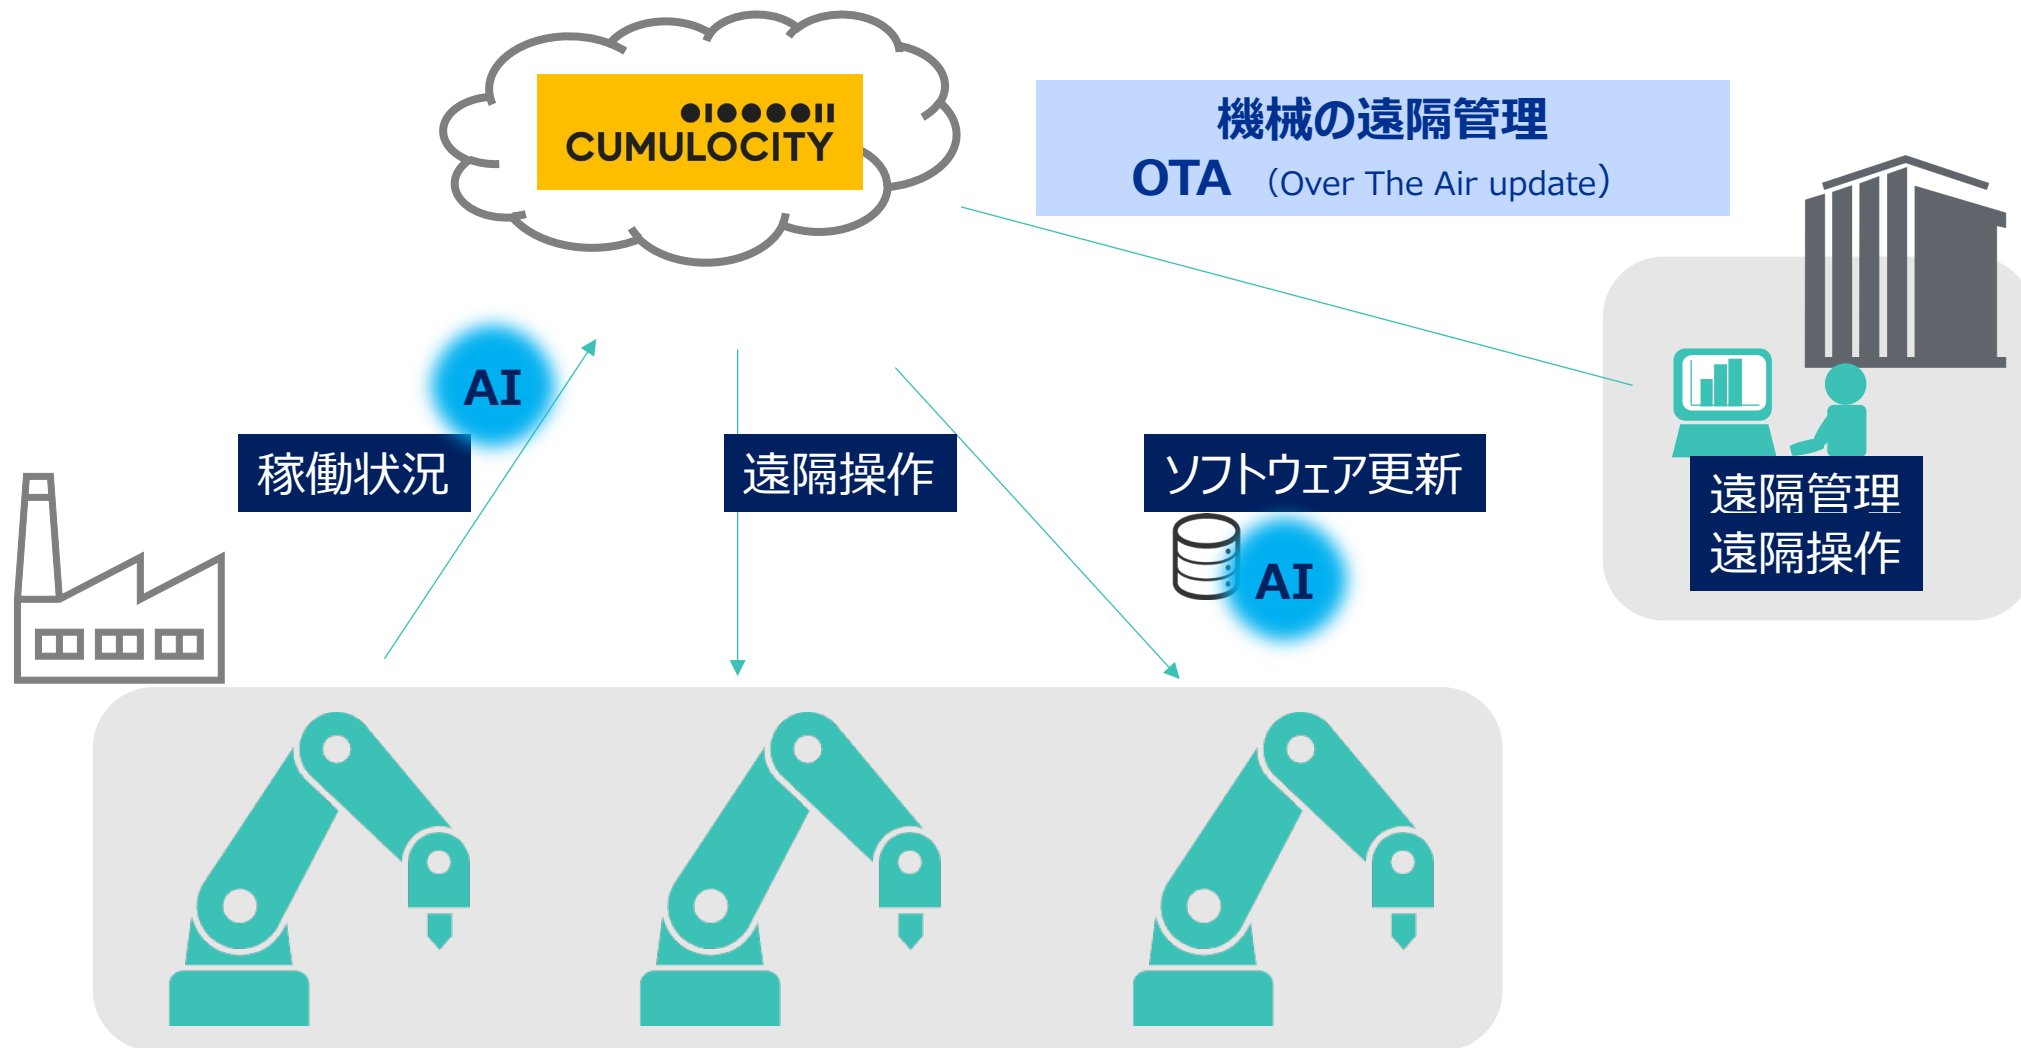 CUMULOCITY
機械の遠隔管理
OTA （Over The Air update）
AI
稼働状況
遠隔操作
ソフトウェア更新
AI
遠隔管理
遠隔操作